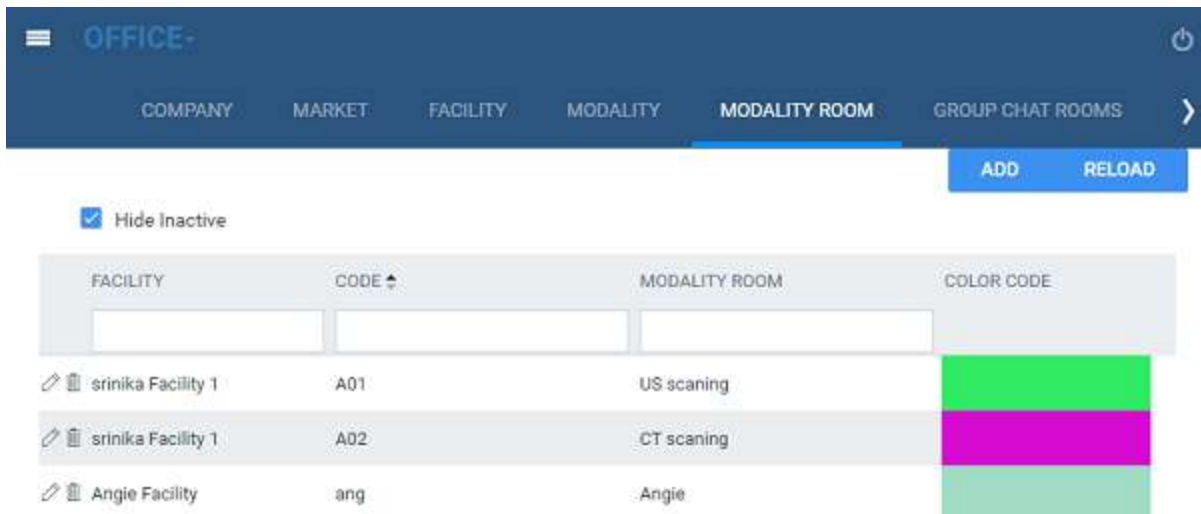 OFFICE-
COMPANY MARKET FACILITY MODALITY MODALITY ROOM GROUP CHAT ROOMS
ADD RELOAD
Hide Inactive
FACILITY CODE MODALITY ROOM COLOR CODE
srinika Facility 1 A01 US scaning
srinika Facility 1 A02 CT scaning
Angie Facility ang Angie